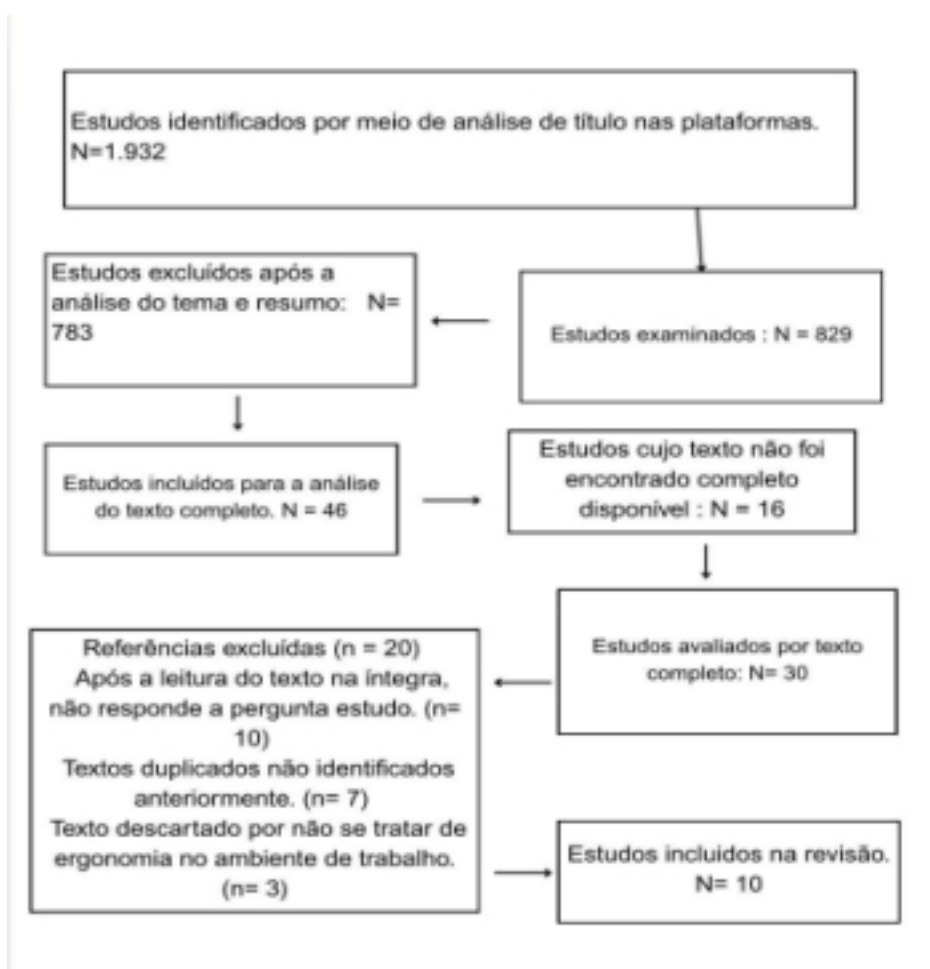 Estudos identificados por meio de análise de título nas plataformas.
N=1.932
Estudos excluídos após a
análise do tema e resumo: N=
783
Estudos examinados : N = 829
Estudos incluídos para a análise
do texto completo. N = 46
Estudos cujo texto não foi
encontrado completo
disponível : N = 16
Estudos avaliados por texto
completo: N= 30
Referências excluídas (n = 20)
Após a leitura do texto na íntegra,
não responde a pergunta estudo. (n=
10)
Textos duplicados não identificados
anteriormente. (n= 7)
Texto descartado por não se tratar de
ergonomia no ambiente de trabalho.
(n= 3)
Estudos incluidos na revisão.
N= 10